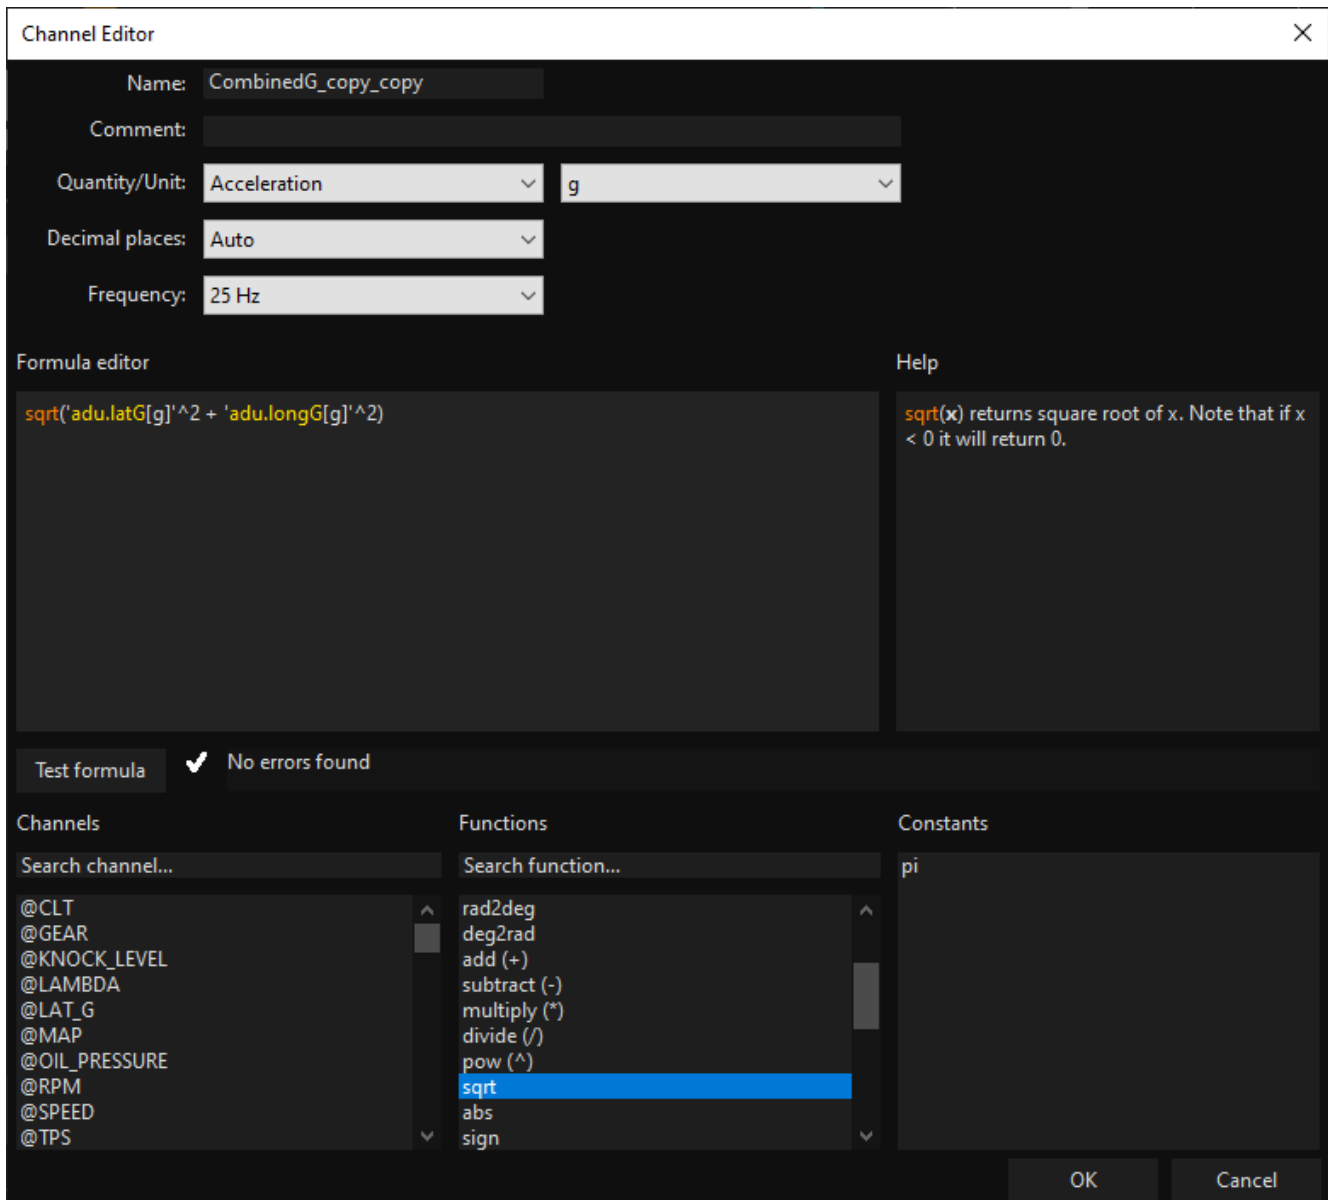 Channel Editor
Name: CombinedG_copy_copy
Comment:
Quantity/Unit: Acceleration g
Decimal places: Auto
Frequency: 25 Hz
Formula editor
sqrt('adu.latG[g]'^2 + 'adu.longG[g]'^2)
Help
sqrt(x) returns square root of x. Note that if x
< 0 it will return 0.
Test formula No errors found
Channels
Search channel...
@CLT
@GEAR
@KNOCK_LEVEL
@LAMBDA
@LAT_G
@MAP
@OIL_PRESSURE
@RPM
@SPEED
@TPS
Functions
Search function...
rad2deg
deg2rad
add (+)
subtract (-)
multiply (*)
divide (/)
pow (^)
sqrt
abs
sign
Constants
pi
OK Cancel